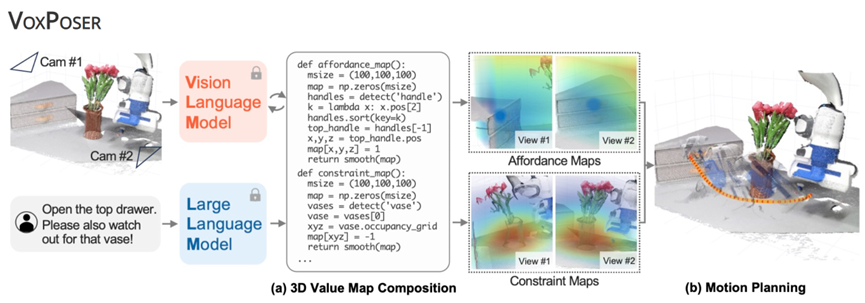 VOXPOSER
Cam #1
Cam #2
Vision
Language
Model
Open the top drawer.
Please also watch
out for that vase!
Large
Language
Model
def affordance_map():
msize = (100,100,100)
map = np.zeros(msize)
handles = detect('handle')
k = lambda x: x.pos[2]
handles.sort(key=k)
top_handle = handles[-1]
x,y,z = top_handle.pos
map[x,y,z] = 1
return smooth(map)
def constraint_map():
msize = (100,100,100)
map = np.zeros(msize)
vases = detect('vase')
vase = vases[0]
xyz = vase.occupancy_grid
map[xyz] = -1
return smooth(map)
...
View #1
View #2
Affordance Maps
View #1
View #2
Constraint Maps
(a) 3D Value Map Composition
(b) Motion Planning